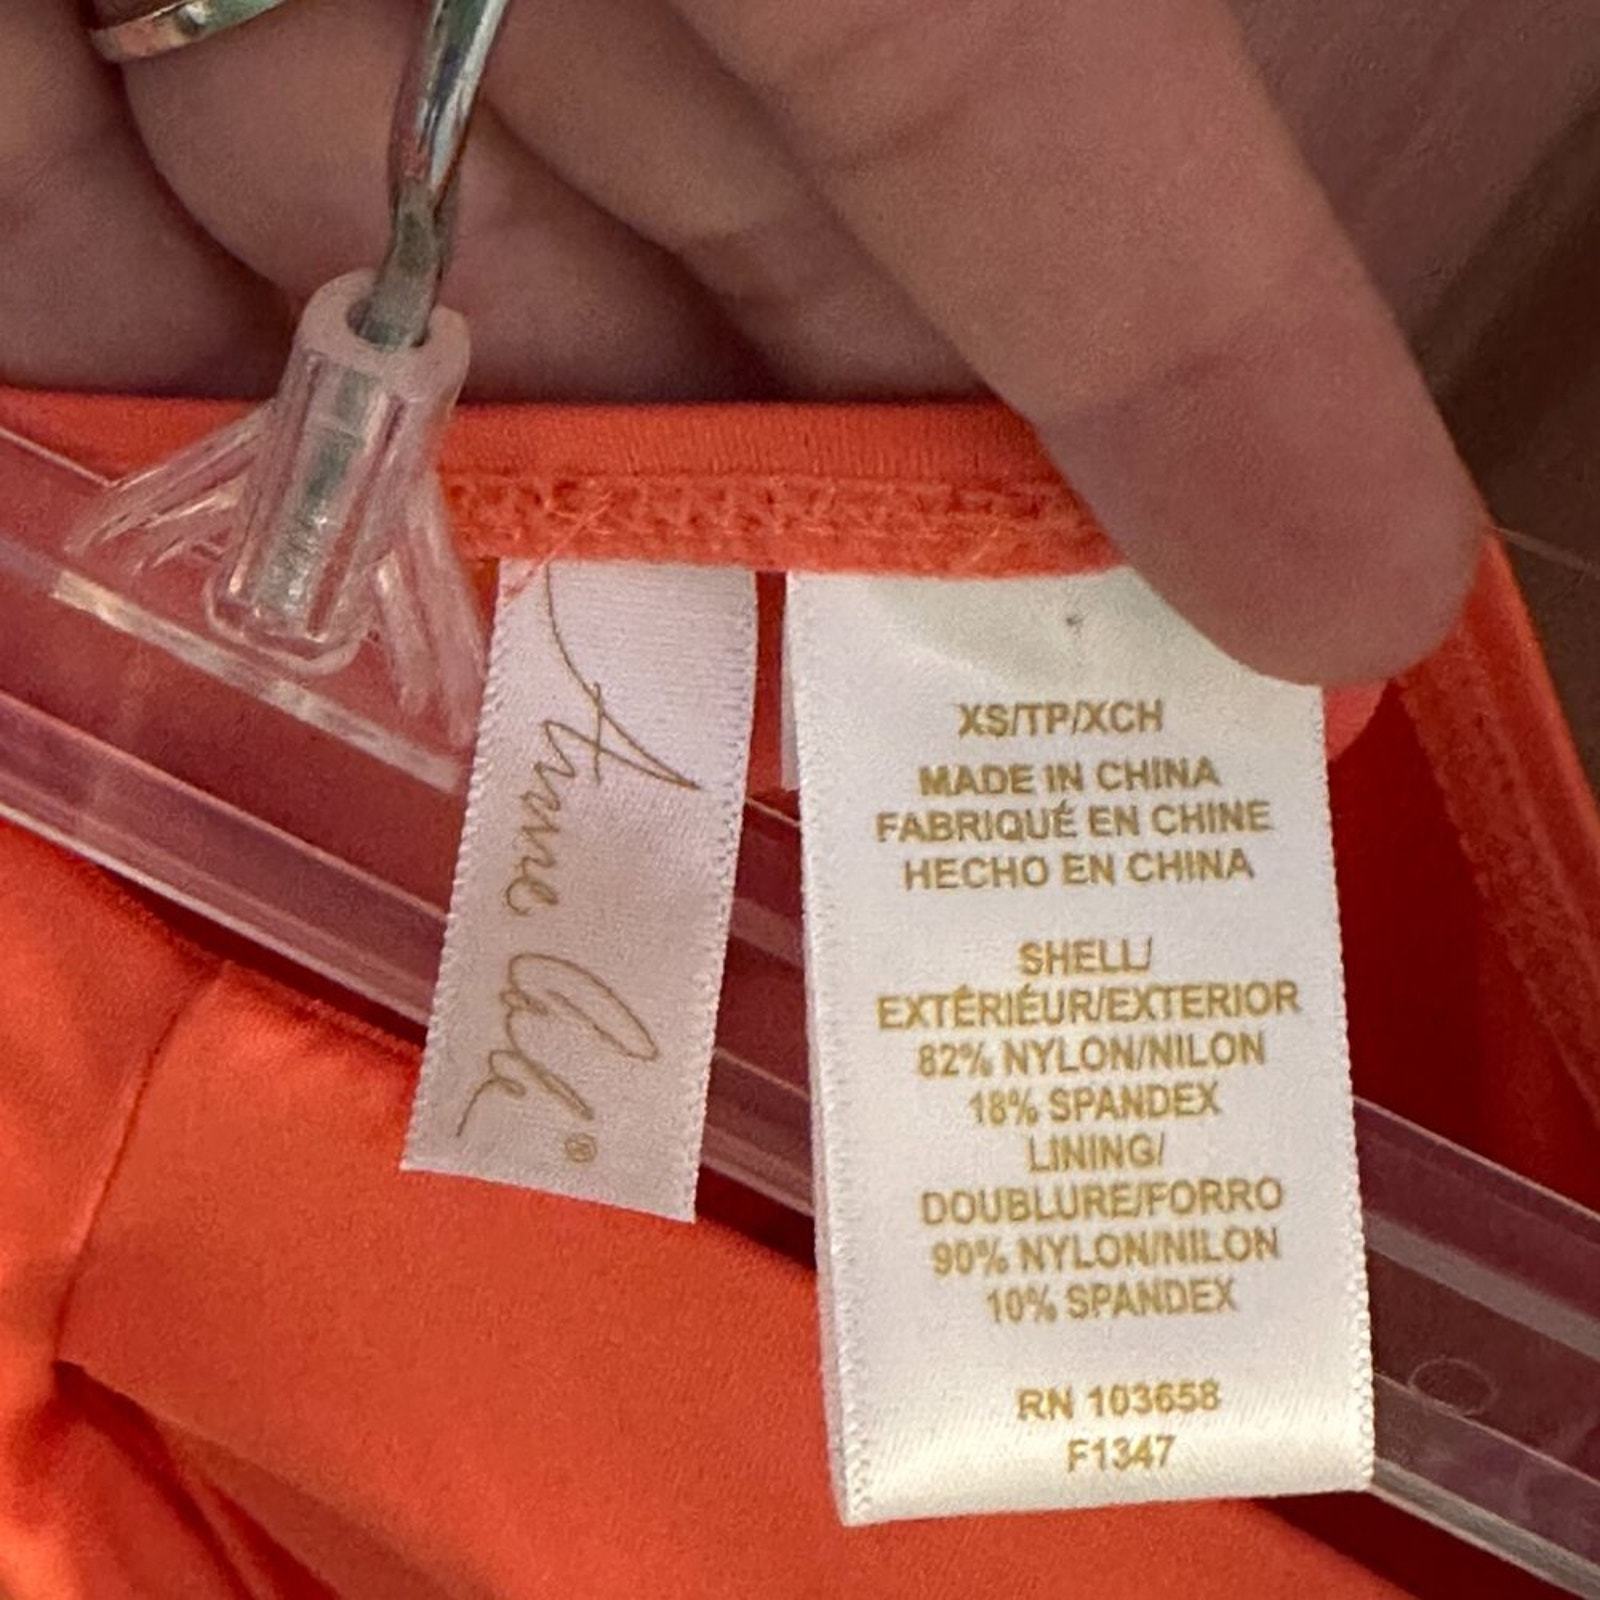 Anne Cole®
XS/TP/XCH
MADE IN CHINA
FABRIQUÉ EN CHINE
HECHO EN CHINA
SHELL/
EXTÉRIÉUR/EXTERIOR
82% NYLON/NILON
18% SPANDEX
LINING/
DOUBLURE/FORRO
90% NYLON/NILON
10% SPANDEX
RN 103658
F1347